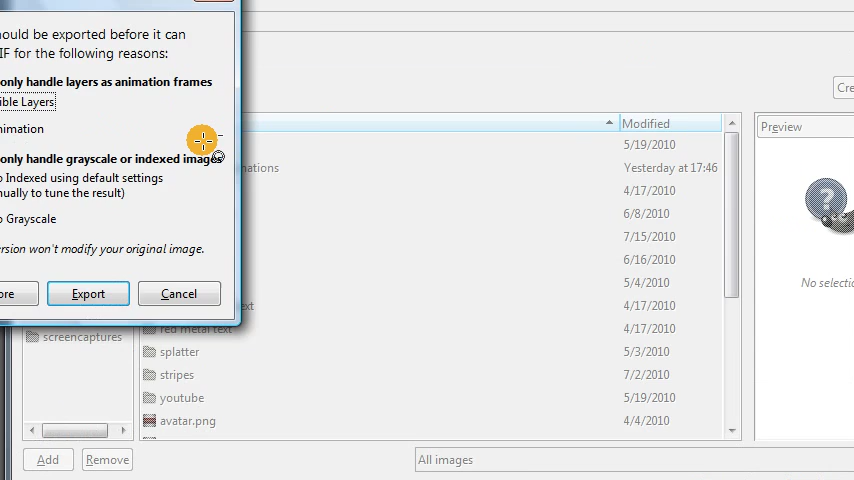 hould be exported before it can
IF for the following reasons:
only handle layers as animation frames
ible Layers
nimation
only handle grayscale or indexed images
o Indexed using default settings
nually to tune the result)
o Grayscale
ersion won't modify your original image.
ore
Export
Cancel
Cre
Modified
Preview
5/19/2010
mations
Yesterday at 17:46
4/17/2010
6/8/2010
7/15/2010
6/16/2010
5/4/2010
No selectio
ext
4/17/2010
red metal text
4/17/2010
screencaptures
splatter
5/3/2010
stripes
7/2/2010
youtube
5/19/2010
avatar.png
4/4/2010
Add
Remove
All images